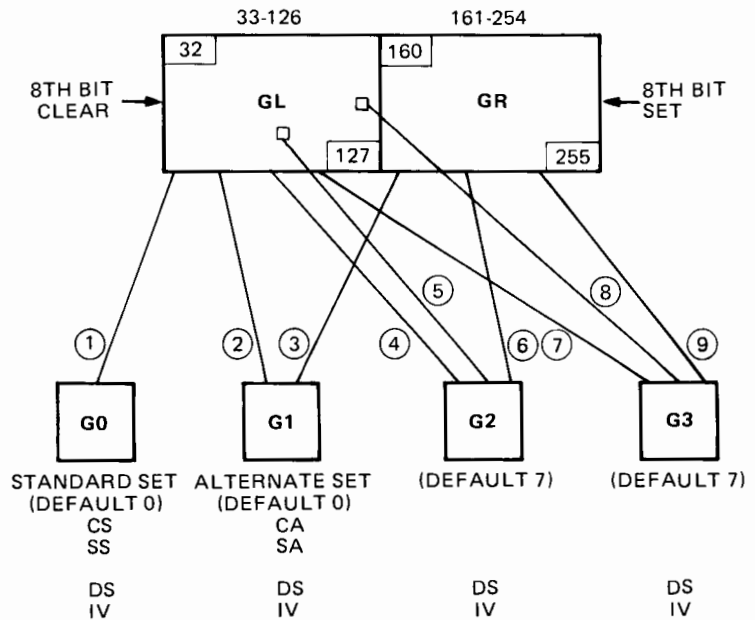 33-126 161-254
32 160
8TH BIT CLEAR GL GR 8TH BIT SET
127 255
5 8
1 2 3 4 6 7 9
G0 G1 G2 G3
STANDARD SET ALTERNATE SET (DEFAULT 7) (DEFAULT 7)
(DEFAULT 0) (DEFAULT 0)
CS CA
SS SA
DS DS DS DS
IV IV IV IV